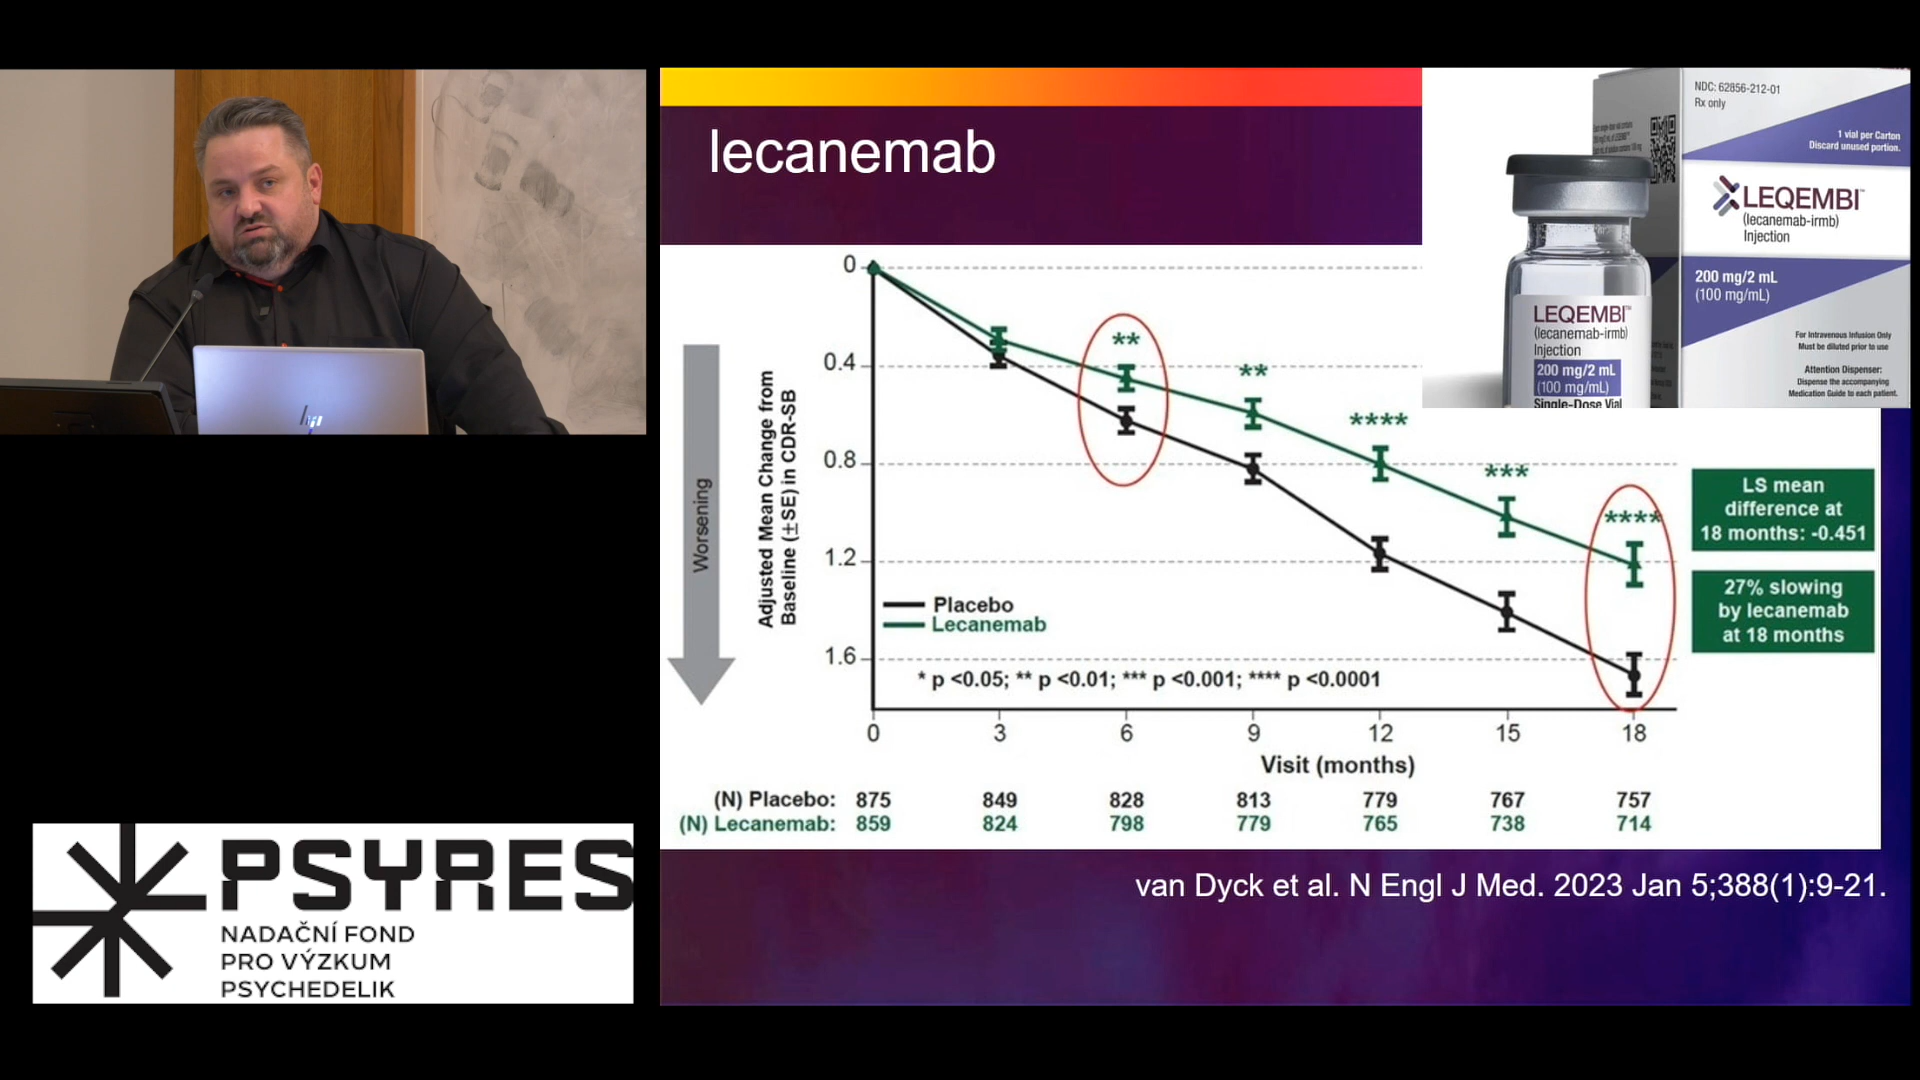 lecanemab
NDC: 62856-212-01
Rx only
1 vial per Carton
Discard unused portion.
LEQEMBI™
(lecanemab-irmb)
Injection
200 mg/2 mL
(100 mg/mL)
For Intravenous Infusion Only
Must be diluted prior to use
Attention Dispenser:
Dispense the accompanying
Medication Guide to each patient.
LEQEMBI™
(lecanemab-irmb)
Injection
200 mg/2 mL
(100 mg/mL)
Single-Dose Vial
Worsening
Adjusted Mean Change from
Baseline (±SE) in CDR-SB
0
0.4
0.8
1.2
1.6
**
**
****
***
****
Placebo
Lecanemab
* p <0.05; ** p <0.01; *** p <0.001; **** p <0.0001
0 3 6 9 12 15 18
Visit (months)
(N) Placebo: 875 849 828 813 779 767 757
(N) Lecanemab: 859 824 798 779 765 738 714
LS mean
difference at
18 months: -0.451
27% slowing
by lecanemab
at 18 months
van Dyck et al. N Engl J Med. 2023 Jan 5;388(1):9-21.
hp
PSYRES
NADAČNÍ FOND
PRO VÝZKUM
PSYCHEDELIK